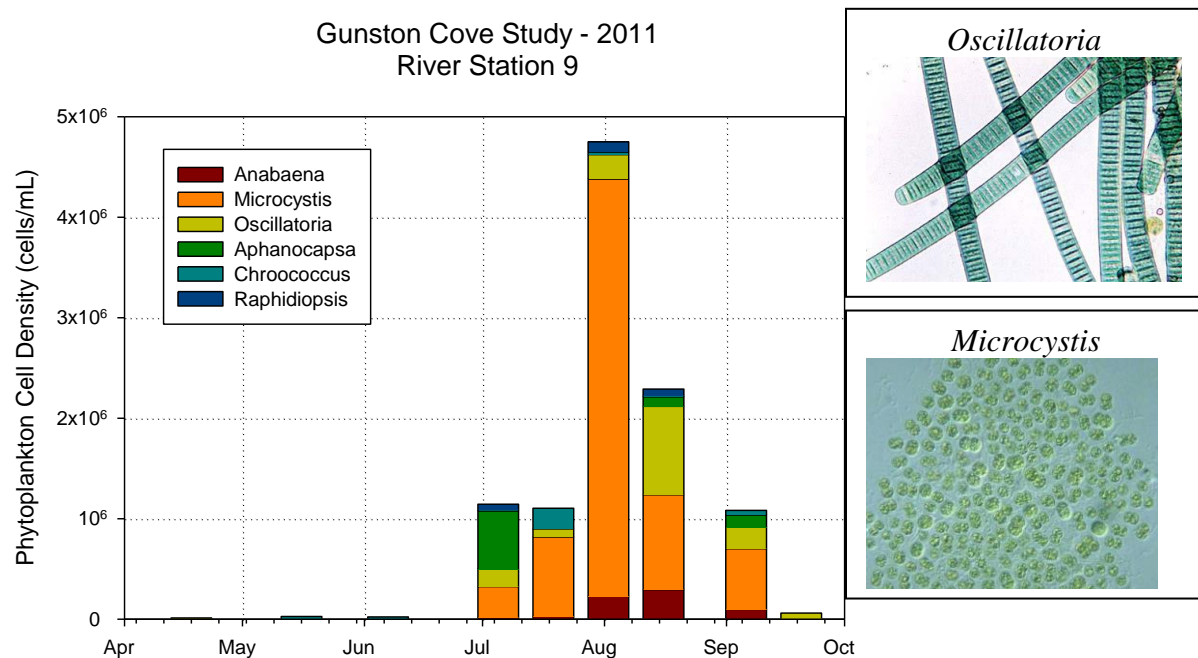 Gunston Cove Study - 2011
River Station 9
Oscillatoria
Microcystis
Phytoplankton Cell Density (cells/mL)
5x10⁶
4x10⁶
3x10⁶
2x10⁶
10⁶
0
Anabaena
Microcystis
Oscillatoria
Aphanocapsa
Chroococcus
Raphidiopsis
Apr May Jun Jul Aug Sep Oct